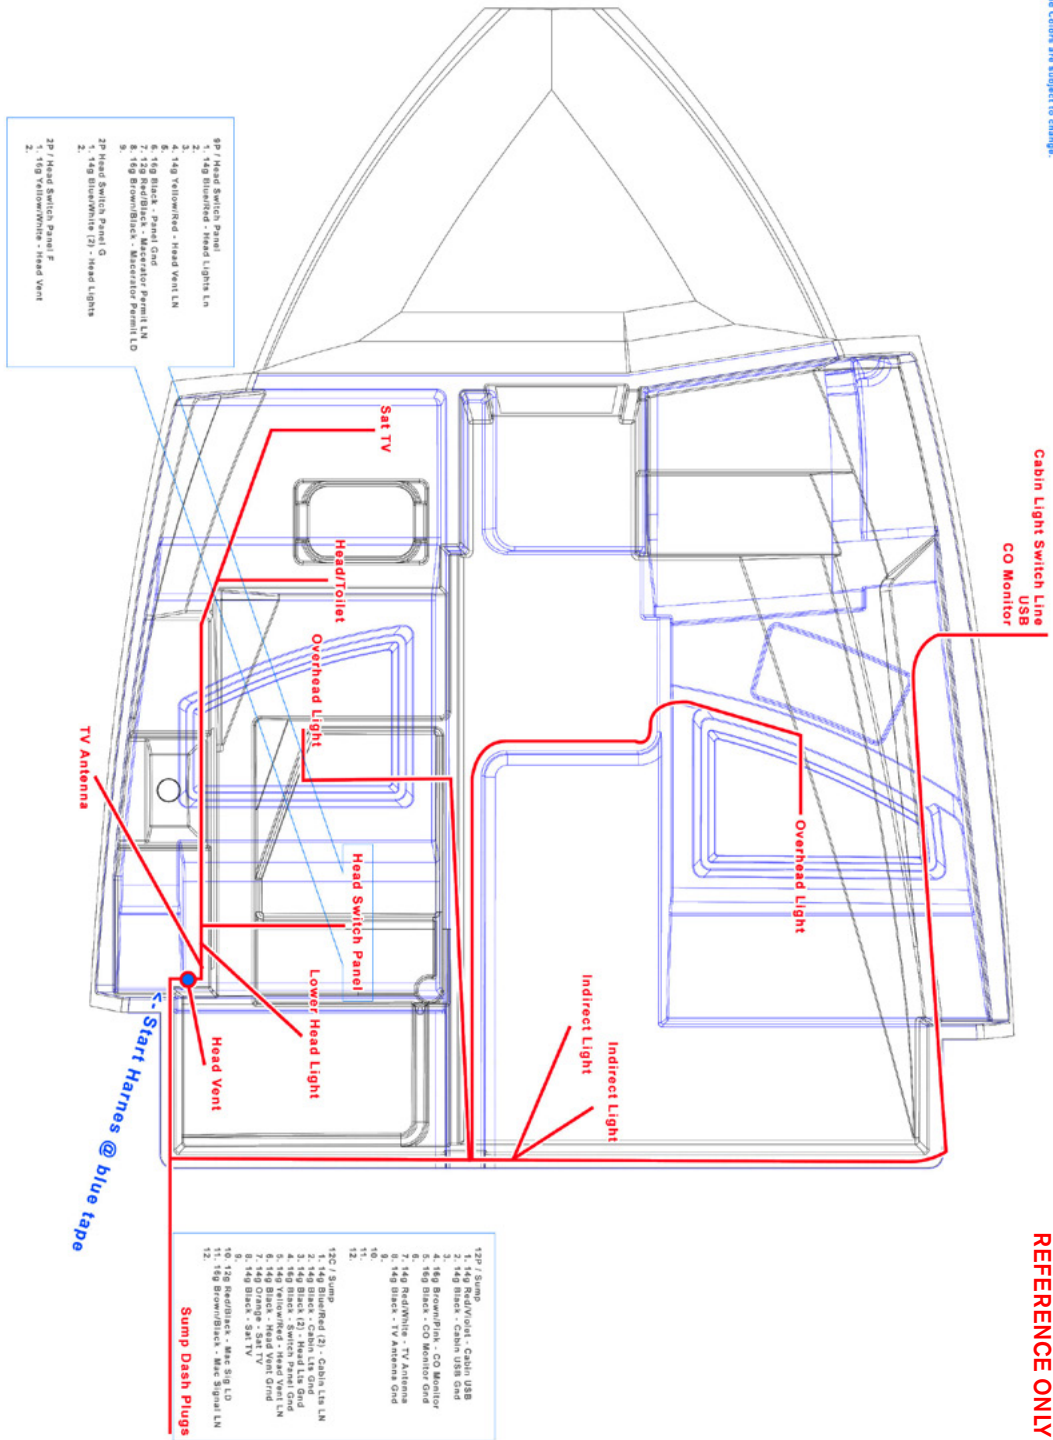 e Colors are subject to change.
REFERENCE ONLY
Cabin Light Switch Line
USB
CO Monitor
Overhead Light
Indirect Light
Indirect Light
Sat TV
Head/Toilet
Overhead Light
Head Switch Panel
Lower Head Light
Head Vent
TV Antenna
<- Start Harnes @ blue tape
Sump Dash Plugs
9P / Head Switch Panel
1. 14g Blue/Red - Head Lights Ln
2.
3.
4. 14g Yellow/Red - Head Vent LN
5.
6. 16g Black - Panel Gnd
7. 12g Red/Black - Macerator Permit LN
8. 16g Brown/Black - Macerator Permit LD
9.
2P Head Switch Panel G
1. 14g Blue/White (2) - Head Lights
2.
2P / Head Switch Panel F
1. 16g Yellow/White - Head Vent
2.
12P / Sump
1. 14g Red/Violet - Cabin USB
2. 14g Black - Cabin USB Gnd
3.
4. 16g Brown/Pink - CO Monitor
5. 16g Black - CO Monitor Gnd
6.
7. 14g Red/White - TV Antenna
8. 14g Black - TV Antenna Gnd
9.
10.
11.
12.
12C / Sump
1. 14g Blue/Red (2) - Cabin Lts LN
2. 14g Black - Cabin Lts Gnd
3. 14g Black (2) - Head Lts Gnd
4. 16g Black - Switch Panel Gnd
5. 14g Yellow/Red - Head Vent LN
6. 14g Black - Head Vent Grnd
7. 14g Orange - Sat TV
8. 14g Black - Sat TV
9.
10. 12g Red/Black - Mac Sig LD
11. 16g Brown/Black - Mac Signal LN
12.